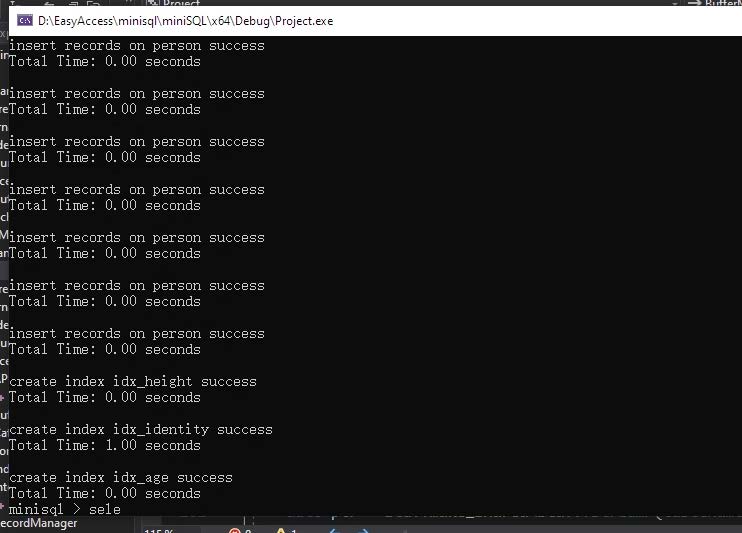 D:\EasyAccess\minisql\miniSQL\x64\Debug\Project.exe
insert records on person success
Total Time: 0.00 seconds
insert records on person success
Total Time: 0.00 seconds
insert records on person success
Total Time: 0.00 seconds
insert records on person success
Total Time: 0.00 seconds
insert records on person success
Total Time: 0.00 seconds
insert records on person success
Total Time: 0.00 seconds
insert records on person success
Total Time: 0.00 seconds
create index idx_height success
Total Time: 0.00 seconds
create index idx_identity success
Total Time: 1.00 seconds
create index idx_age success
Total Time: 0.00 seconds
minisql > sele
ecordManager